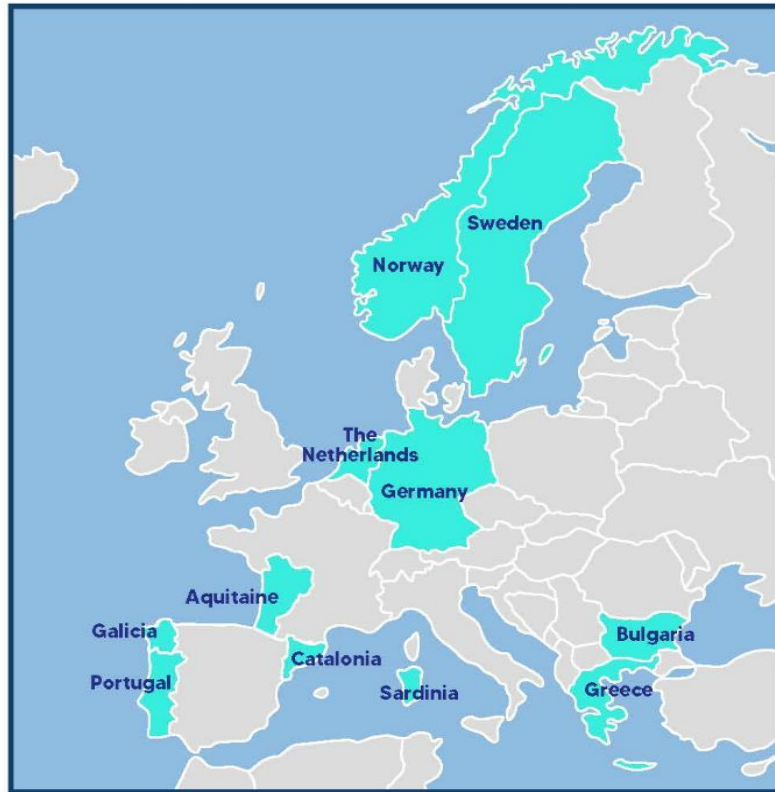 Sweden
Norway
The
Netherlands
Germany
Aquitaine
Galicia
Bulgaria
Catalonia
Portugal
Sardinia
Greece